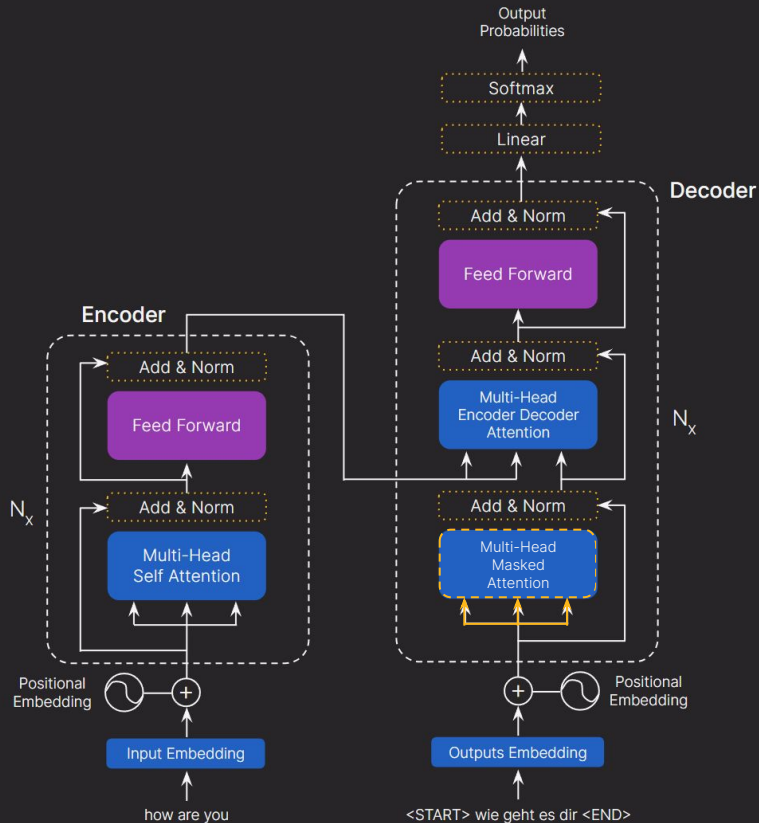 Output
Probabilities
Softmax
Linear
Decoder
Add & Norm
Feed Forward
Encoder
Add & Norm
Add & Norm
Feed Forward
Multi-Head
Encoder Decoder
Attention
Nx
Nx
Add & Norm
Add & Norm
Multi-Head
Self Attention
Multi-Head
Masked
Attention
Positional
Embedding
+
+
Positional
Embedding
Input Embedding
Outputs Embedding
how are you
<START> wie geht es dir <END>